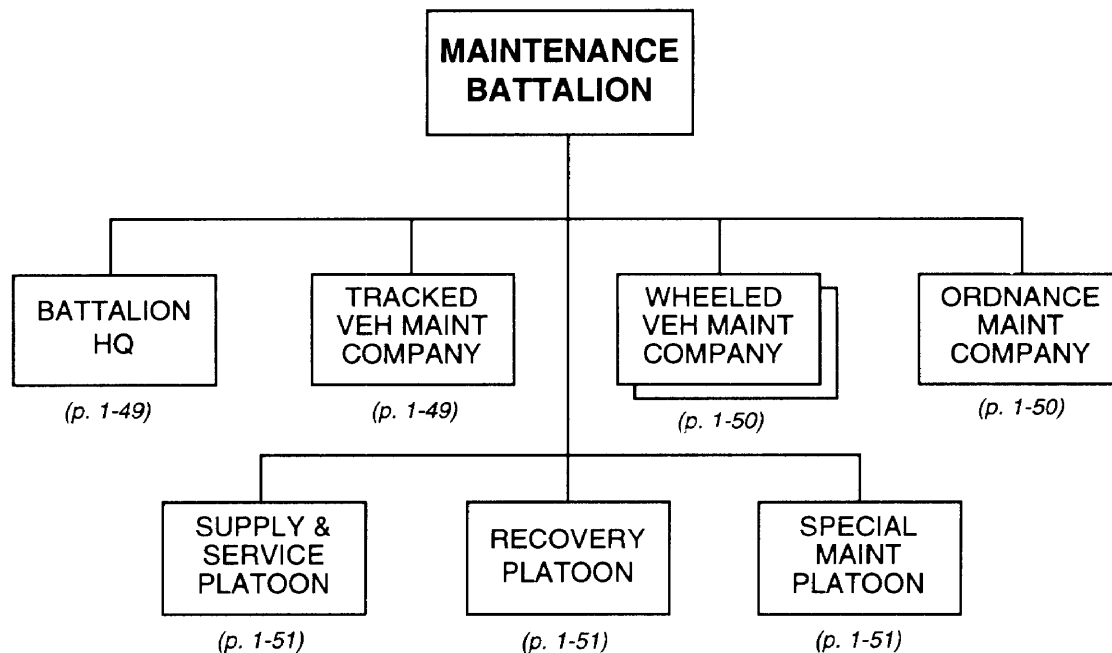 MAINTENANCE
BATTALION
BATTALION
HQ
(p. 1-49)
TRACKED
VEH MAINT
COMPANY
(p. 1-49)
WHEELED
VEH MAINT
COMPANY
(p. 1-50)
ORDNANCE
MAINT
COMPANY
(p. 1-50)
SUPPLY &
SERVICE
PLATOON
(p. 1-51)
RECOVERY
PLATOON
(p. 1-51)
SPECIAL
MAINT
PLATOON
(p. 1-51)